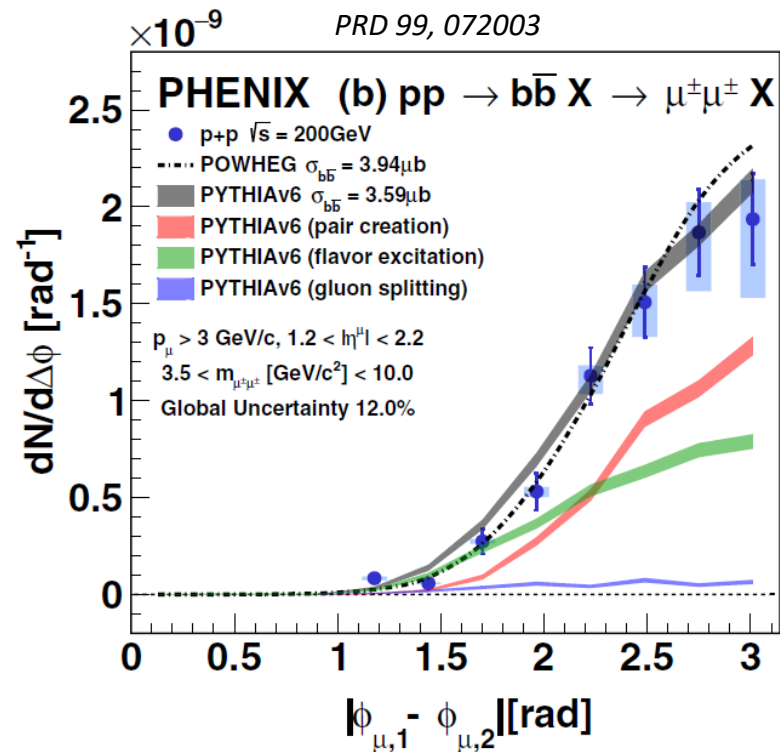 ×10⁻⁹
PRD 99, 072003
PHENIX (b) pp → bb̅ X → μ±μ± X
p+p √s = 200GeV
POWHEG σbb̅ = 3.94μb
PYTHIAv6 σbb̅ = 3.59μb
PYTHIAv6 (pair creation)
PYTHIAv6 (flavor excitation)
PYTHIAv6 (gluon splitting)
pμ > 3 GeV/c, 1.2 < |ημ| < 2.2
3.5 < mμ±μ± [GeV/c²] < 10.0
Global Uncertainty 12.0%
dN/dΔϕ [rad⁻¹]
2.5
2
1.5
1
0.5
0
0 0.5 1 1.5 2 2.5 3
|ϕμ,1 - ϕμ,2|[rad]